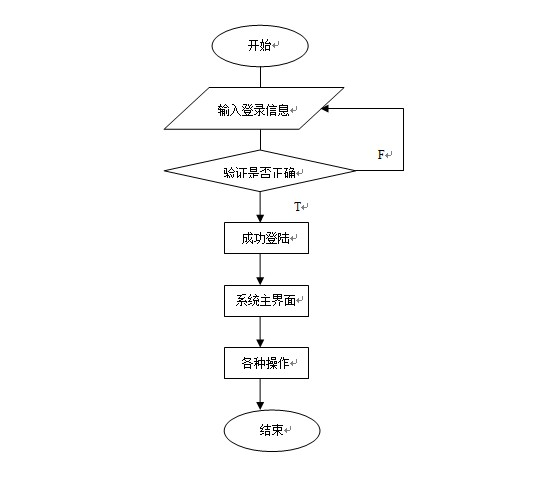 开始
输入登录信息
验证是否正确
F
T
成功登陆
系统主界面
各种操作
结束